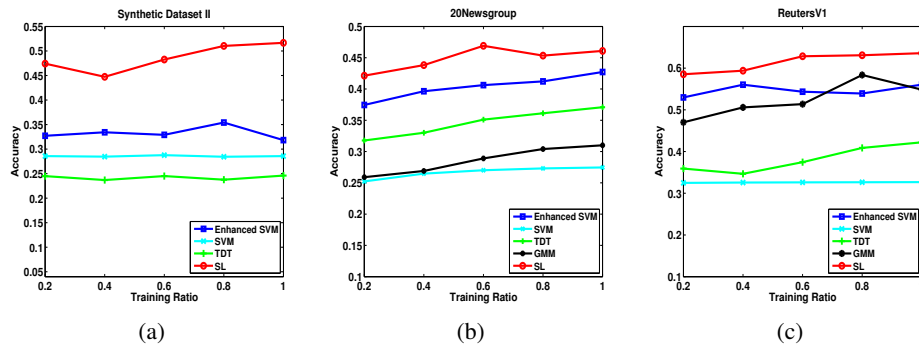 Synthetic Dataset II
0.55
0.5
0.45
0.4
0.35
0.3
0.25
0.2
0.15
0.1
0.05
Accuracy
Enhanced SVM
SVM
TDT
SL
0.2 0.4 0.6 0.8 1
Training Ratio
(a)
20Newsgroup
0.5
0.45
0.4
0.35
0.3
0.25
0.2
0.15
0.1
Accuracy
Enhanced SVM
SVM
TDT
GMM
SL
0.2 0.4 0.6 0.8 1
Training Ratio
(b)
ReutersV1
0.6
0.5
0.4
0.3
0.2
0.1
Accuracy
Enhanced SVM
SVM
TDT
GMM
SL
0.2 0.4 0.6 0.8
Training Ratio
(c)